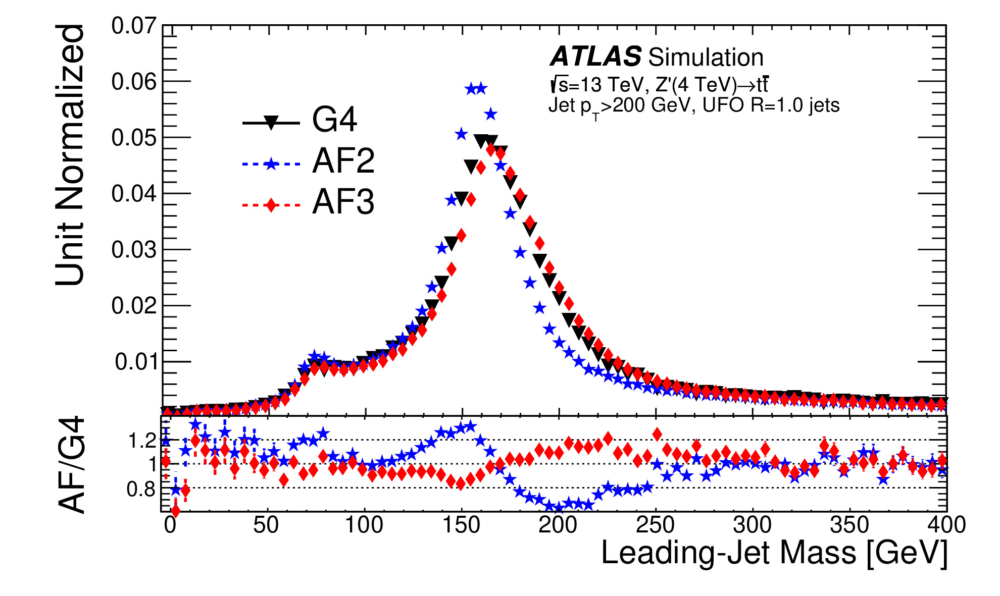 Unit Normalized
0.07
0.06
0.05
0.04
0.03
0.02
0.01
ATLAS Simulation
√s=13 TeV, Z'(4 TeV)→tt̄
Jet p_T>200 GeV, UFO R=1.0 jets
G4
AF2
AF3
AF/G4
1.2
1
0.8
0 50 100 150 200 250 300 350 400
Leading-Jet Mass [GeV]